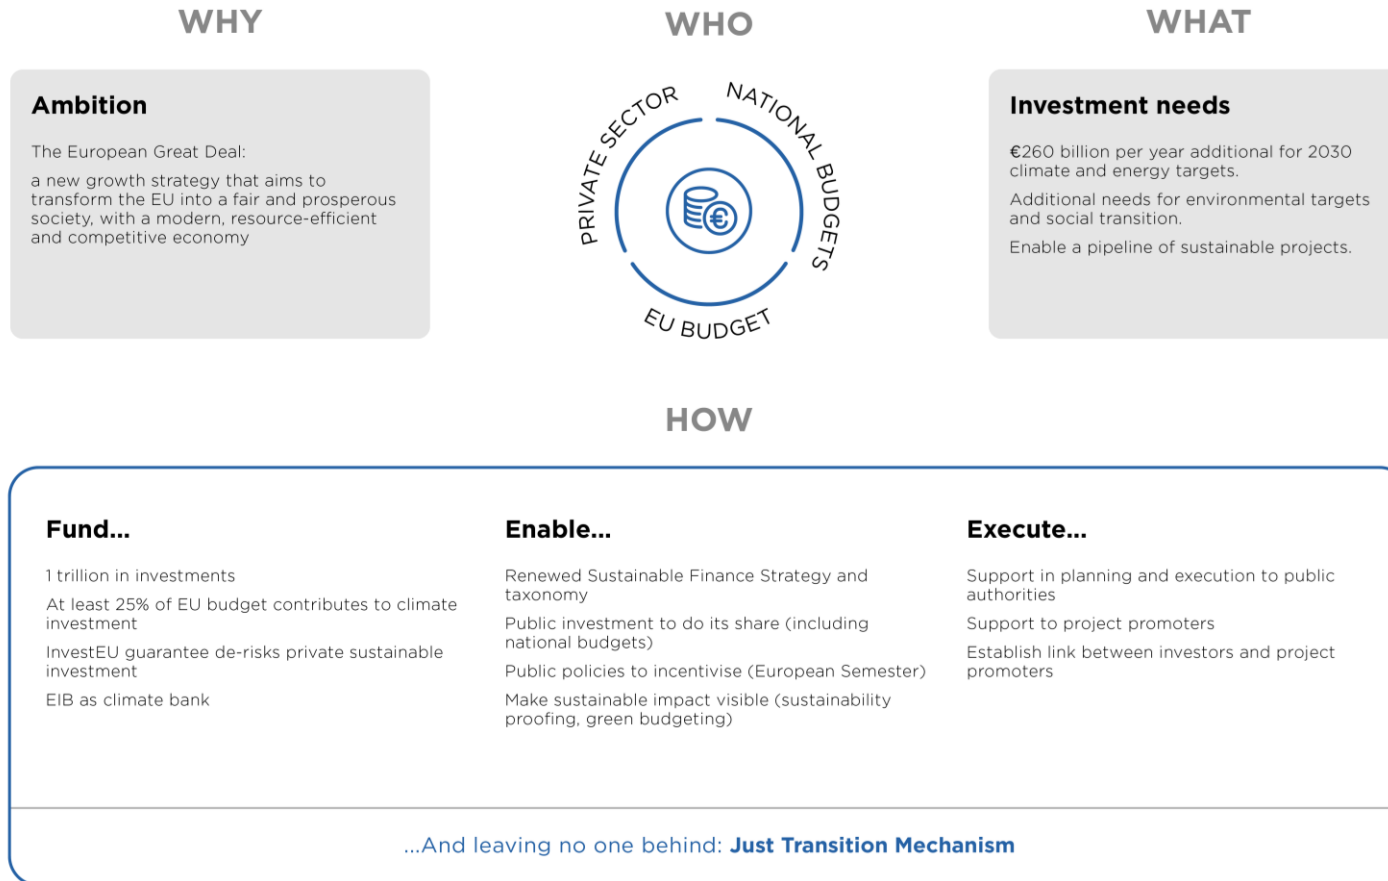 WHY
Ambition
The European Great Deal:
a new growth strategy that aims to
transform the EU into a fair and prosperous
society, with a modern, resource-efficient
and competitive economy
WHO
PRIVATE SECTOR
NATIONAL BUDGETS
EU BUDGET
€
WHAT
Investment needs
€260 billion per year additional for 2030
climate and energy targets.
Additional needs for environmental targets
and social transition.
Enable a pipeline of sustainable projects.
HOW
Fund...
1 trillion in investments
At least 25% of EU budget contributes to climate
investment
InvestEU guarantee de-risks private sustainable
investment
EIB as climate bank
Enable...
Renewed Sustainable Finance Strategy and
taxonomy
Public investment to do its share (including
national budgets)
Public policies to incentivise (European Semester)
Make sustainable impact visible (sustainability
proofing, green budgeting)
Execute...
Support in planning and execution to public
authorities
Support to project promoters
Establish link between investors and project
promoters
...And leaving no one behind: Just Transition Mechanism